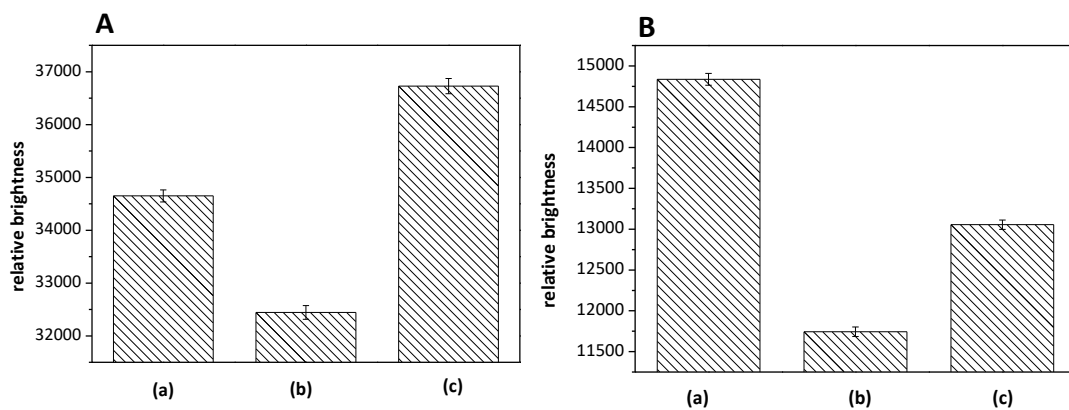 A
relative brightness
37000
36000
35000
34000
33000
32000
(a)
(b)
(c)
B
relative brightness
15000
14500
14000
13500
13000
12500
12000
11500
(a)
(b)
(c)